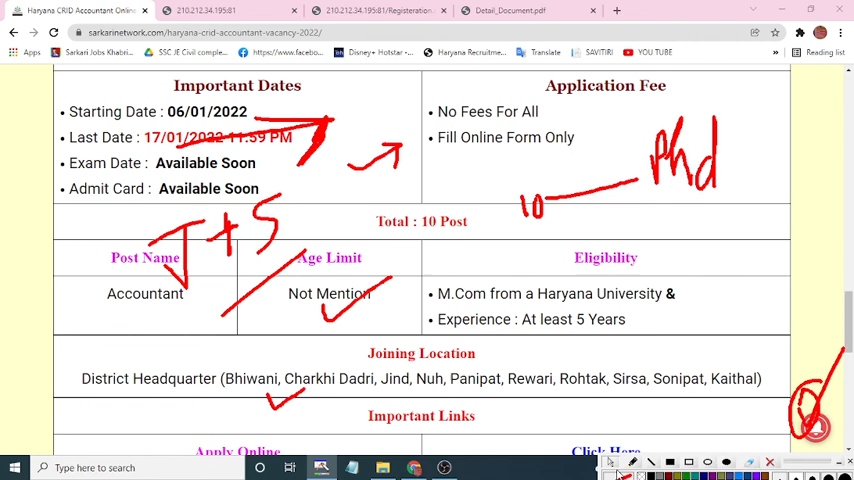 Haryana CRID Accountant Online
210.212.34.195:81
210.212.34.195:81/Registeration.
Detail_Document.pdf
sarkarinetwork.com/haryana-crid-accountant-vacancy-2022/
Apps
Sarkari Jobs Khabri...
SSC JE Civil complet...
https://www.facebo...
Disney+ Hotstar - ...
Haryana Recruitme...
Translate
SAVITIRI
YOU TUBE
Reading list
Important Dates
Application Fee
• Starting Date : 06/01/2022
• No Fees For All
• Last Date : 17/01/2022 11:59 PM
• Fill Online Form Only
• Exam Date : Available Soon
• Admit Card : Available Soon
Phd
10
Total : 10 Post
J + S
Post Name
Age Limit
Eligibility
Accountant
Not Mention
• M.Com from a Haryana University &
• Experience : At least 5 Years
Joining Location
District Headquarter (Bhiwani, Charkhi Dadri, Jind, Nuh, Panipat, Rewari, Rohtak, Sirsa, Sonipat, Kaithal)
Important Links
Apply Online
Click Here
Type here to search